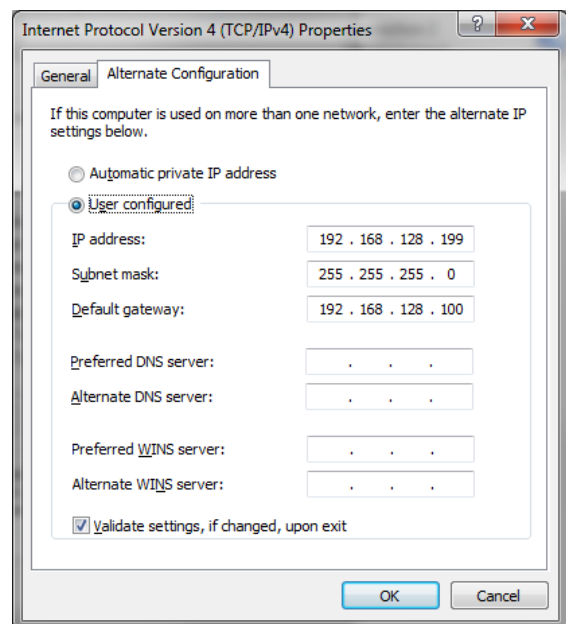 Internet Protocol Version 4 (TCP/IPv4) Properties
General
Alternate Configuration
If this computer is used on more than one network, enter the alternate IP
settings below.
Automatic private IP address
User configured
IP address: 192 . 168 . 128 . 199
Subnet mask: 255 . 255 . 255 . 0
Default gateway: 192 . 168 . 128 . 100
Preferred DNS server: . . .
Alternate DNS server: . . .
Preferred WINS server: . . .
Alternate WINS server: . . .
Validate settings, if changed, upon exit
OK
Cancel